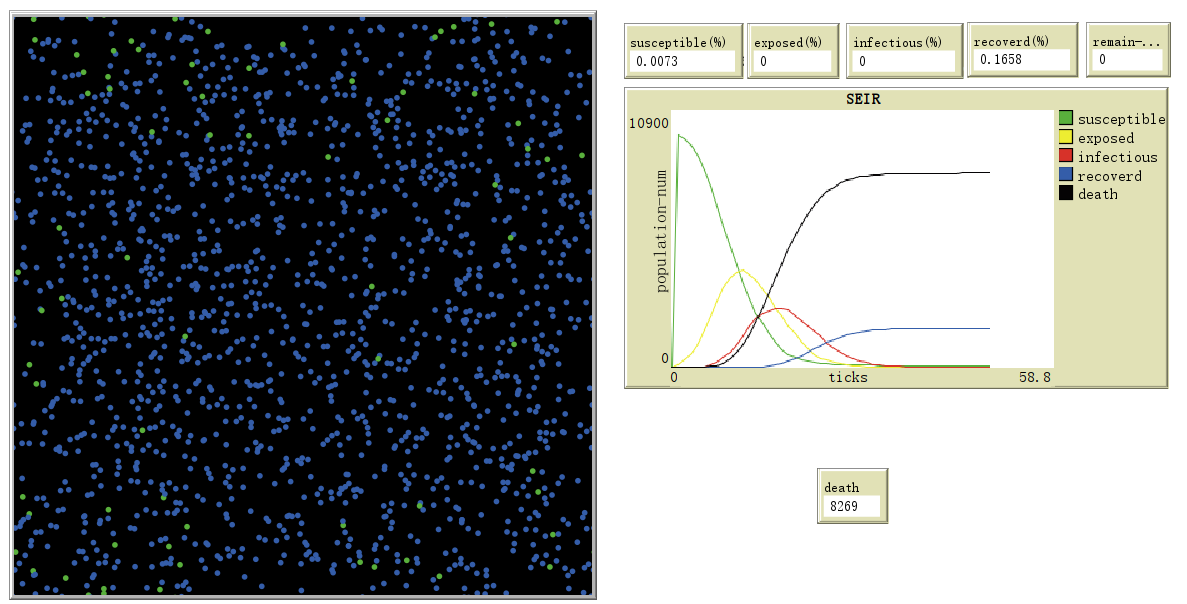 susceptible(%)
0.0073
exposed(%)
0
infectious(%)
0
recoverd(%)
0.1658
remain-...
0
SEIR
10900
population-num
0
0
ticks
58.8
susceptible
exposed
infectious
recoverd
death
death
8269